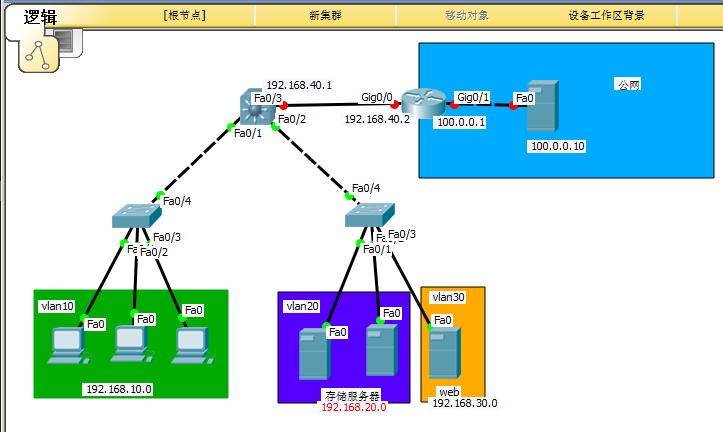 逻辑
[根节点]
新集群
移动对象
设备工作区背景
192.168.40.1
Fa0/3
Gig0/0
Gig0/1
Fa0
公网
Fa0/2
Fa0/1
192.168.40.2
100.0.0.1
100.0.0.10
Fa0/4
Fa0/4
Fa0/3
Fa0/2
Fa0/3
Fa0/1
vlan10
vlan20
vlan30
Fa0
Fa0
Fa0
Fa0
Fa0
192.168.10.0
存储服务器
192.168.20.0
web
192.168.30.0